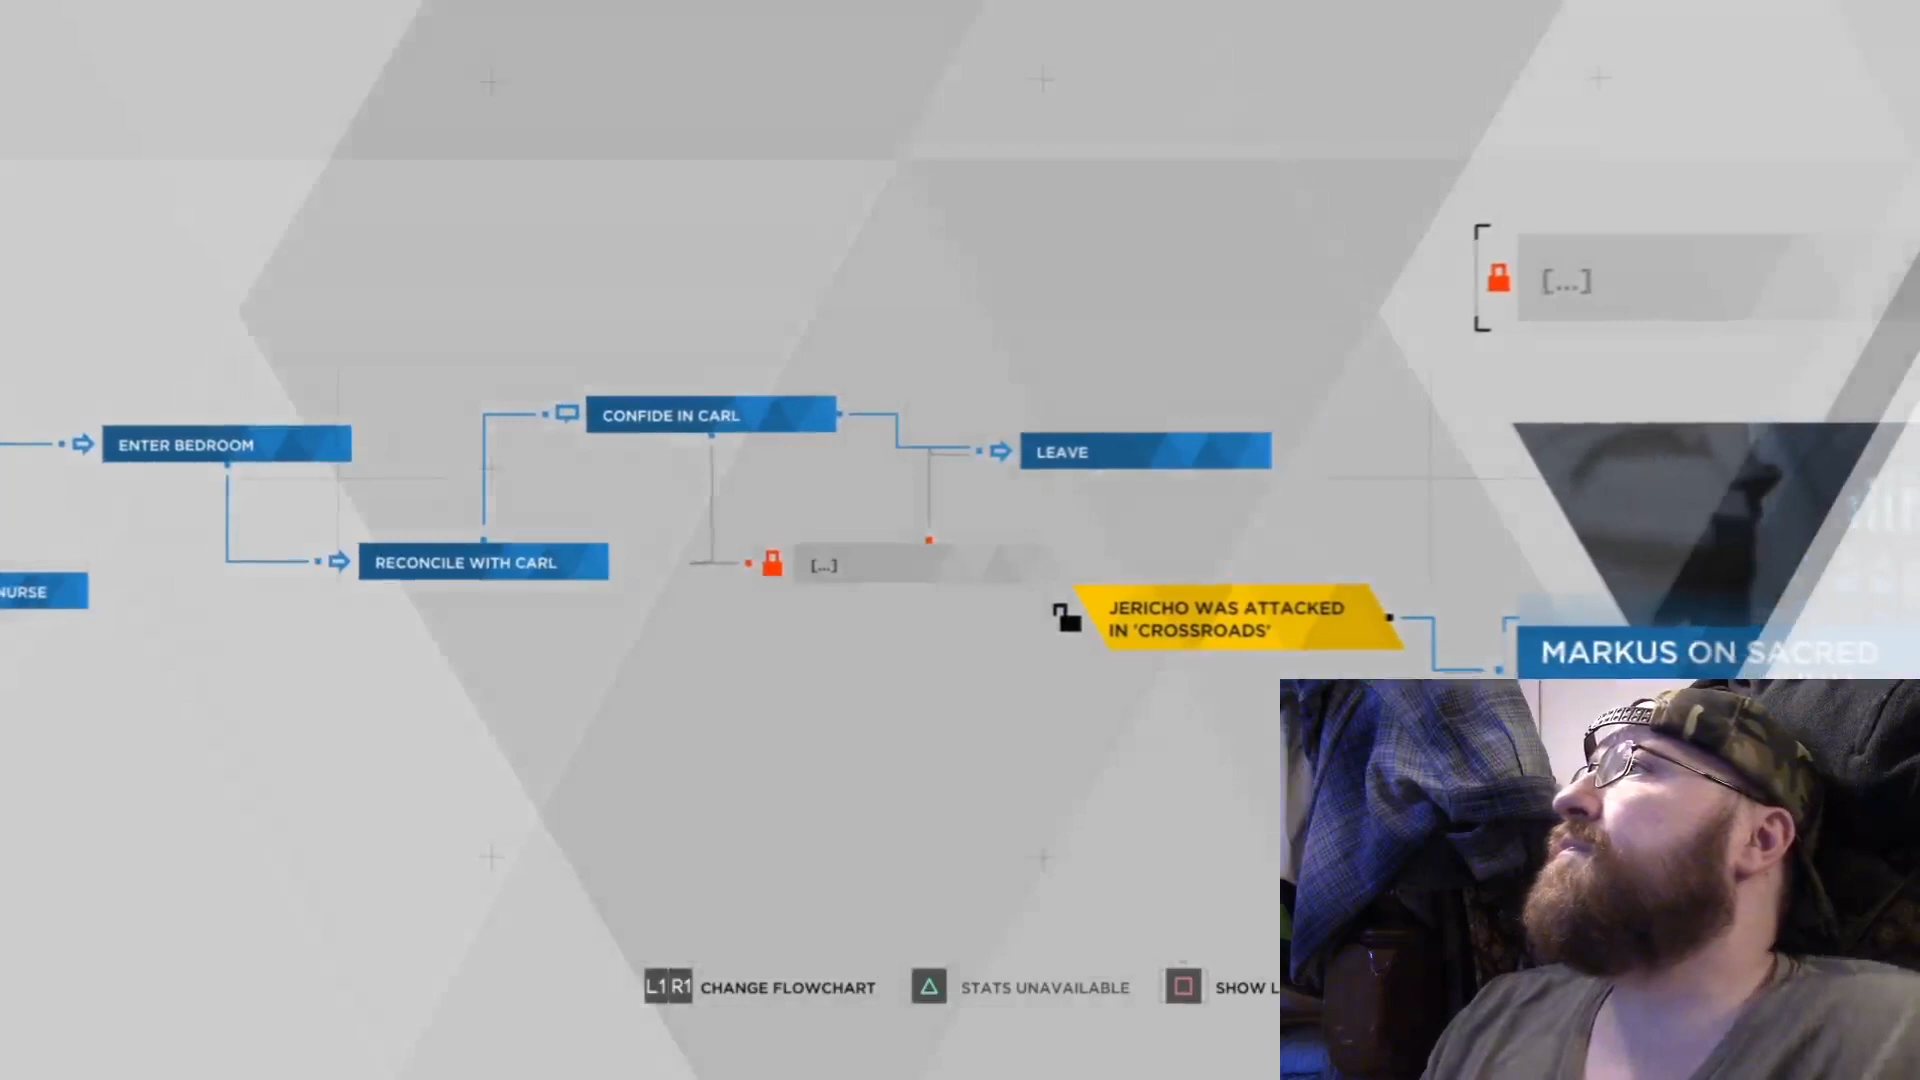 [...]
CONFIDE IN CARL
ENTER BEDROOM
LEAVE
RECONCILE WITH CARL
[...]
NURSE
JERICHO WAS ATTACKED
IN 'CROSSROADS'
MARKUS ON SACRED
L1 R1 CHANGE FLOWCHART
STATS UNAVAILABLE
SHOW L